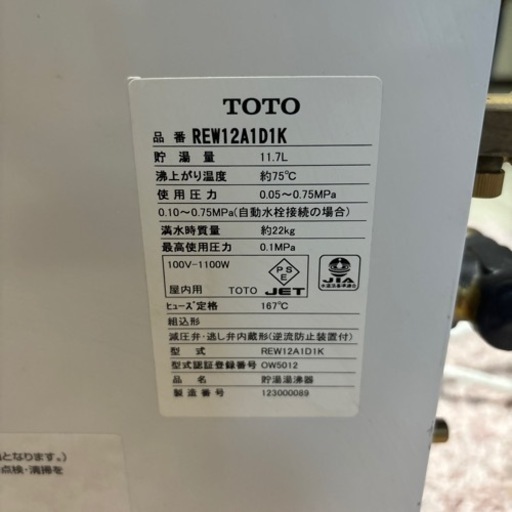 TOTO
品番 REW12A1D1K
貯湯量 11.7L
沸上がり温度 約75℃
使用圧力 0.05～0.75MPa
0.10～0.75MPa(自動水栓接続の場合)
満水時質量 約22kg
最高使用圧力 0.1MPa
100V-1100W
屋内用 TOTO
PSE
JET
JIA
ヒューズ定格 167℃
組込形
減圧弁・逃し弁内蔵形(逆流防止装置付)
型式 REW12A1D1K
型式認証登録番号 OW5012
品名 貯湯湯沸器
製造番号 123000089
となります。)
点検・清掃を